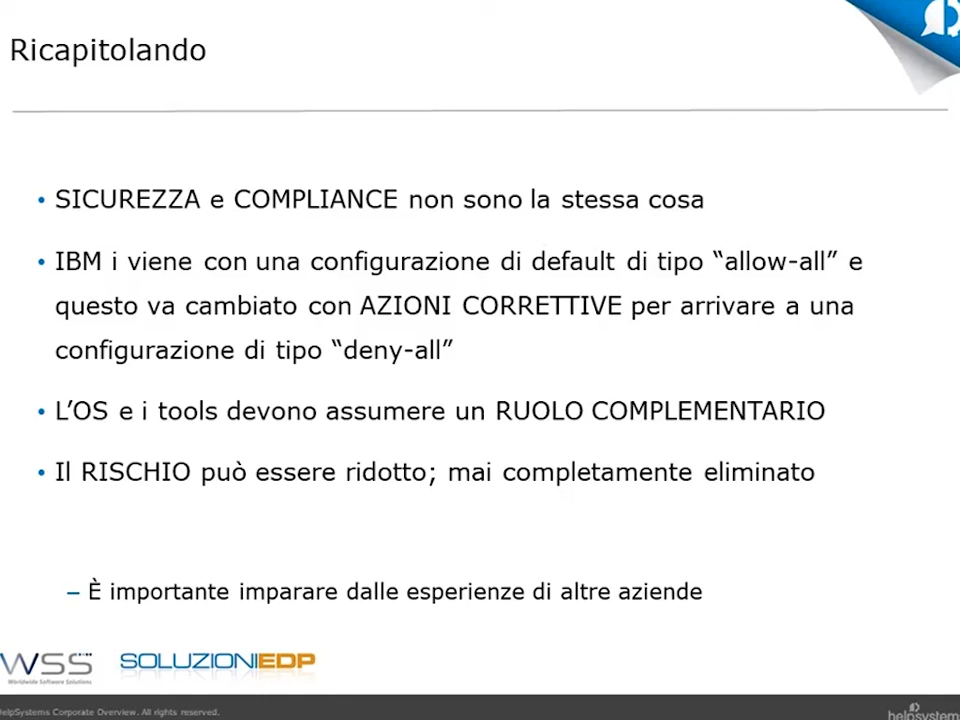 Ricapitolando
• SICUREZZA e COMPLIANCE non sono la stessa cosa
• IBM i viene con una configurazione di default di tipo “allow-all” e
questo va cambiato con AZIONI CORRETTIVE per arrivare a una
configurazione di tipo “deny-all”
• L’OS e i tools devono assumere un RUOLO COMPLEMENTARIO
• Il RISCHIO può essere ridotto; mai completamente eliminato
– È importante imparare dalle esperienze di altre aziende
WSS
Worldwide Software Solutions
SOLUZIONIEDP
HelpSystems Corporate Overview. All rights reserved.
helpsystems